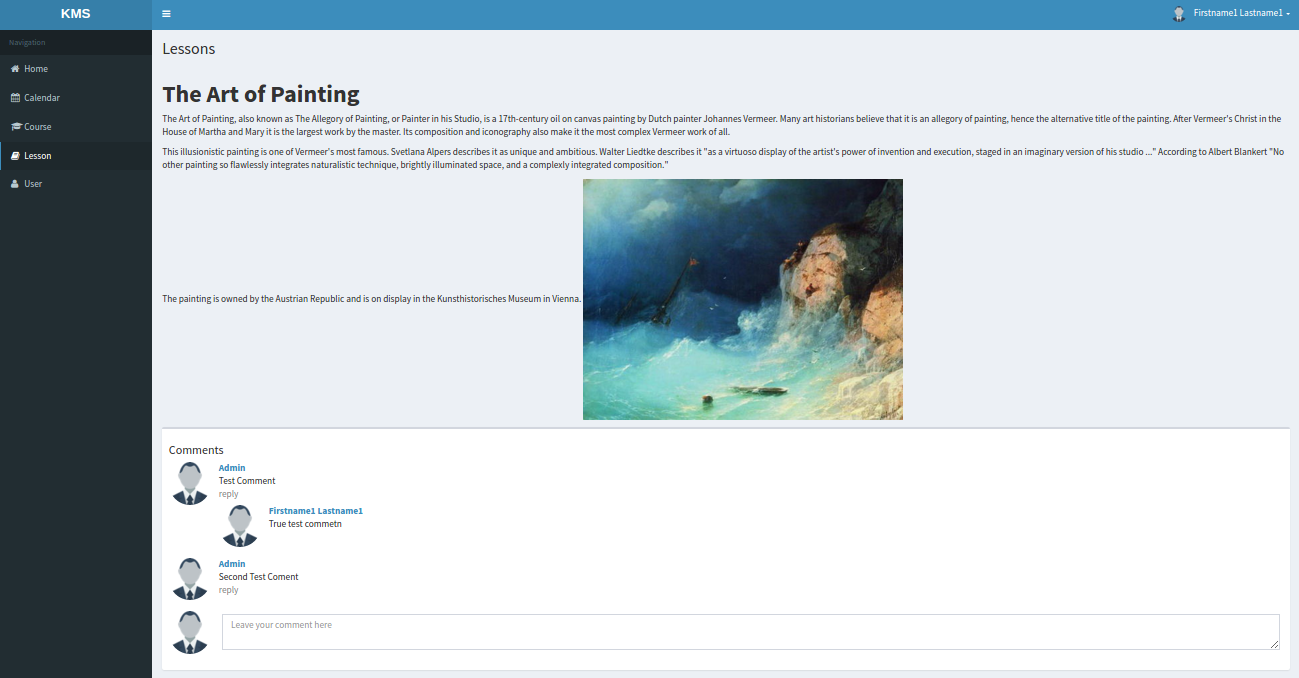 KMS
Firstname1 Lastname1
Navigation
Home
Calendar
Course
Lesson
User
Lessons
The Art of Painting
The Art of Painting, also known as The Allegory of Painting, or Painter in his Studio, is a 17th-century oil on canvas painting by Dutch painter Johannes Vermeer. Many art historians believe that it is an allegory of painting, hence the alternative title of the painting. After Vermeer's Christ in the
House of Martha and Mary it is the largest work by the master. Its composition and iconography also make it the most complex Vermeer work of all.
This illusionistic painting is one of Vermeer's most famous. Svetlana Alpers describes it as unique and ambitious. Walter Liedtke describes it "as a virtuoso display of the artist's power of invention and execution, staged in an imaginary version of his studio ..." According to Albert Blankert "No
other painting so flawlessly integrates naturalistic technique, brightly illuminated space, and a complexly integrated composition."
The painting is owned by the Austrian Republic and is on display in the Kunsthistorisches Museum in Vienna.
Comments
Admin
Test Comment
reply
Firstname1 Lastname1
True test commetn
Admin
Second Test Coment
reply
Leave your comment here